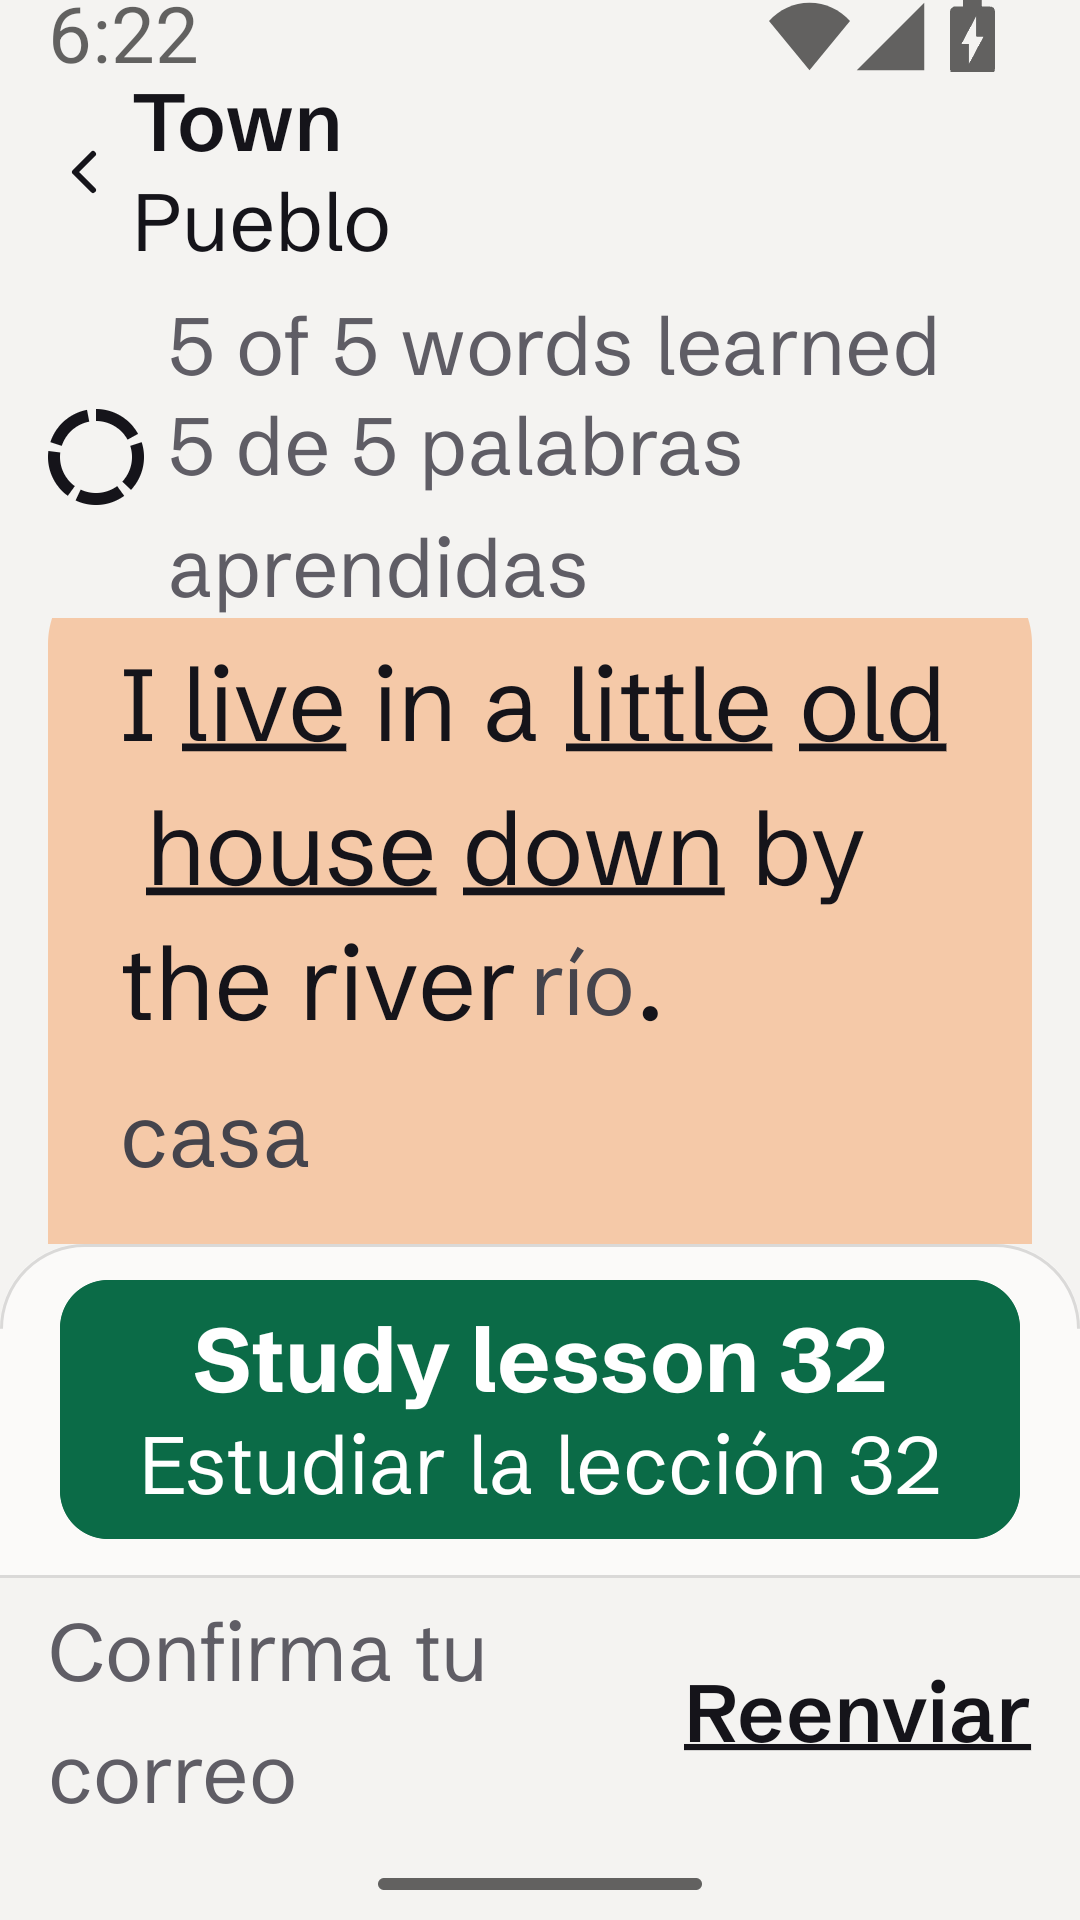 6:22
Town
Pueblo
5 of 5 words learned
5 de 5 palabras
aprendidas
I live in a little old
house down by
the river río.
casa
Study lesson 32
Estudiar la lección 32
Confirma tu
correo
Reenviar